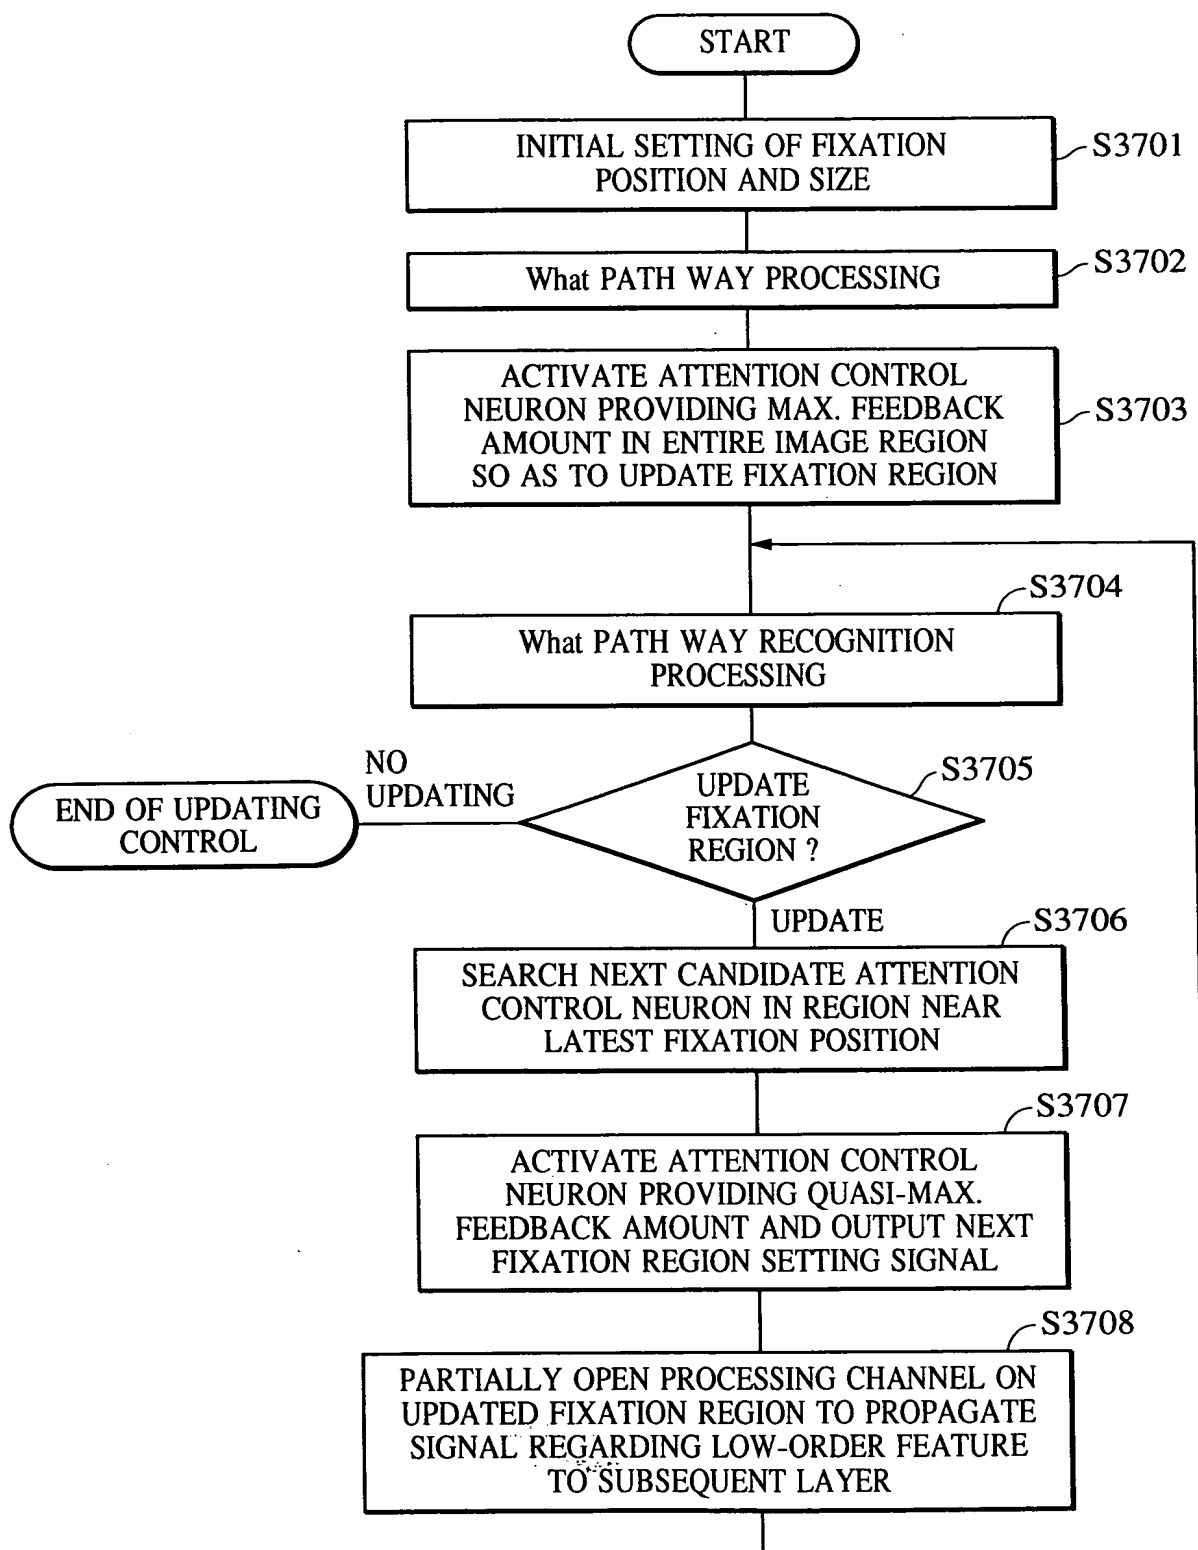 START
INITIAL SETTING OF FIXATION
POSITION AND SIZE
S3701
What PATH WAY PROCESSING
S3702
ACTIVATE ATTENTION CONTROL
NEURON PROVIDING MAX. FEEDBACK
AMOUNT IN ENTIRE IMAGE REGION
SO AS TO UPDATE FIXATION REGION
S3703
S3704
What PATH WAY RECOGNITION
PROCESSING
S3705
UPDATE
FIXATION
REGION ?
NO
UPDATING
END OF UPDATING
CONTROL
UPDATE
S3706
SEARCH NEXT CANDIDATE ATTENTION
CONTROL NEURON IN REGION NEAR
LATEST FIXATION POSITION
S3707
ACTIVATE ATTENTION CONTROL
NEURON PROVIDING QUASI-MAX.
FEEDBACK AMOUNT AND OUTPUT NEXT
FIXATION REGION SETTING SIGNAL
S3708
PARTIALLY OPEN PROCESSING CHANNEL ON
UPDATED FIXATION REGION TO PROPAGATE
SIGNAL REGARDING LOW-ORDER FEATURE
TO SUBSEQUENT LAYER